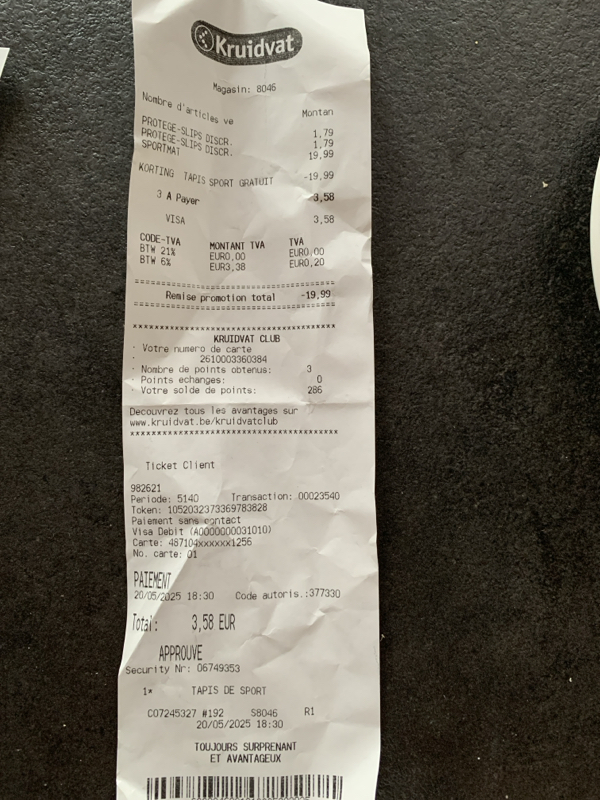 Kruidvat
Magasin: 8046
Nombre d'articles ve Montan
PROTEGE-SLIPS DISCR. 1,79
PROTEGE-SLIPS DISCR. 1,79
SPORTMAT 19,99
KORTING TAPIS SPORT GRATUIT -19,99
3 A Payer 3,58
VISA 3,58
CODE-TVA MONTANT TVA TVA
BTW 21% EUR0,00 EUR0,00
BTW 6% EUR3,38 EUR0,20
================================
Remise promotion total -19,99
================================
********************************
KRUIDVAT CLUB
· Votre numero de carte
· 2610003360384
· Nombre de points obtenus: 3
· Points echanges: 0
· Votre solde de points: 286
Decouvrez tous les avantages sur
www.kruidvat.be/kruidvatclub
********************************
Ticket Client
982621
Periode: 5140 Transaction: 00023540
Token: 1052032373369783828
Paiement sans contact
Visa Debit (A0000000031010)
Carte: 487104xxxxxx1256
No. carte: 01
PAIEMENT
20/05/2025 18:30 Code autoris.:377330
Total: 3,58 EUR
APPROUVE
Security Nr: 06749353
1* TAPIS DE SPORT
C07245327 #192 S8046 R1
20/05/2025 18:30
TOUJOURS SURPRENANT
ET AVANTAGEUX